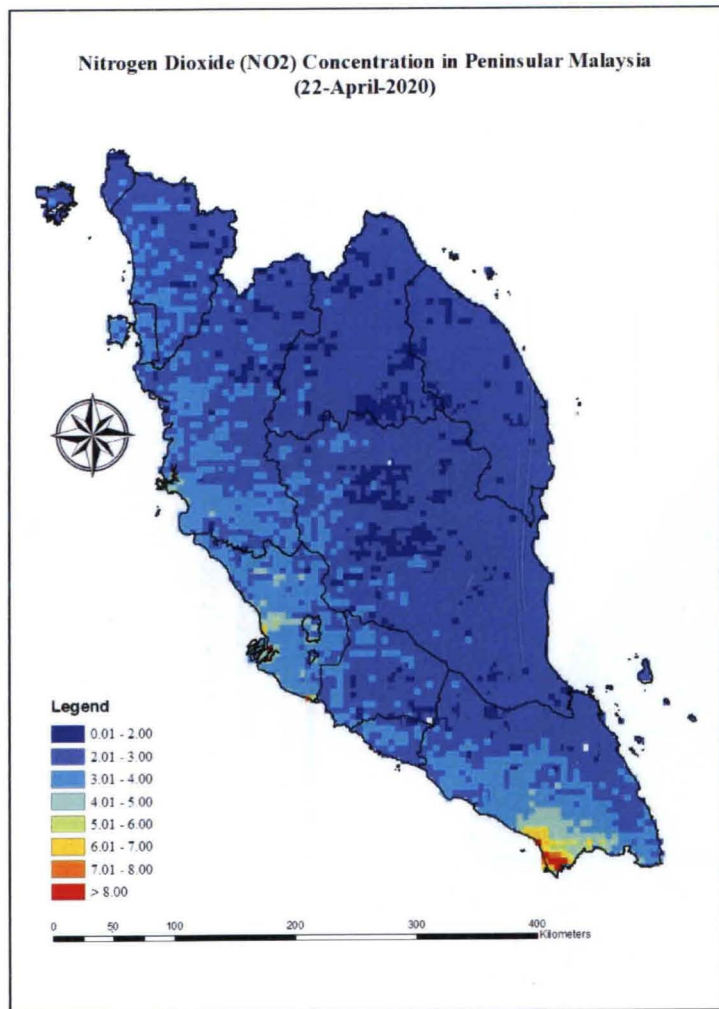 Nitrogen Dioxide (NO2) Concentration in Peninsular Malaysia
(22-April-2020)
Legend
0.01 - 2.00
2.01 - 3.00
3.01 - 4.00
4.01 - 5.00
5.01 - 6.00
6.01 - 7.00
7.01 - 8.00
> 8.00
0 50 100 200 300 400
Kilometers